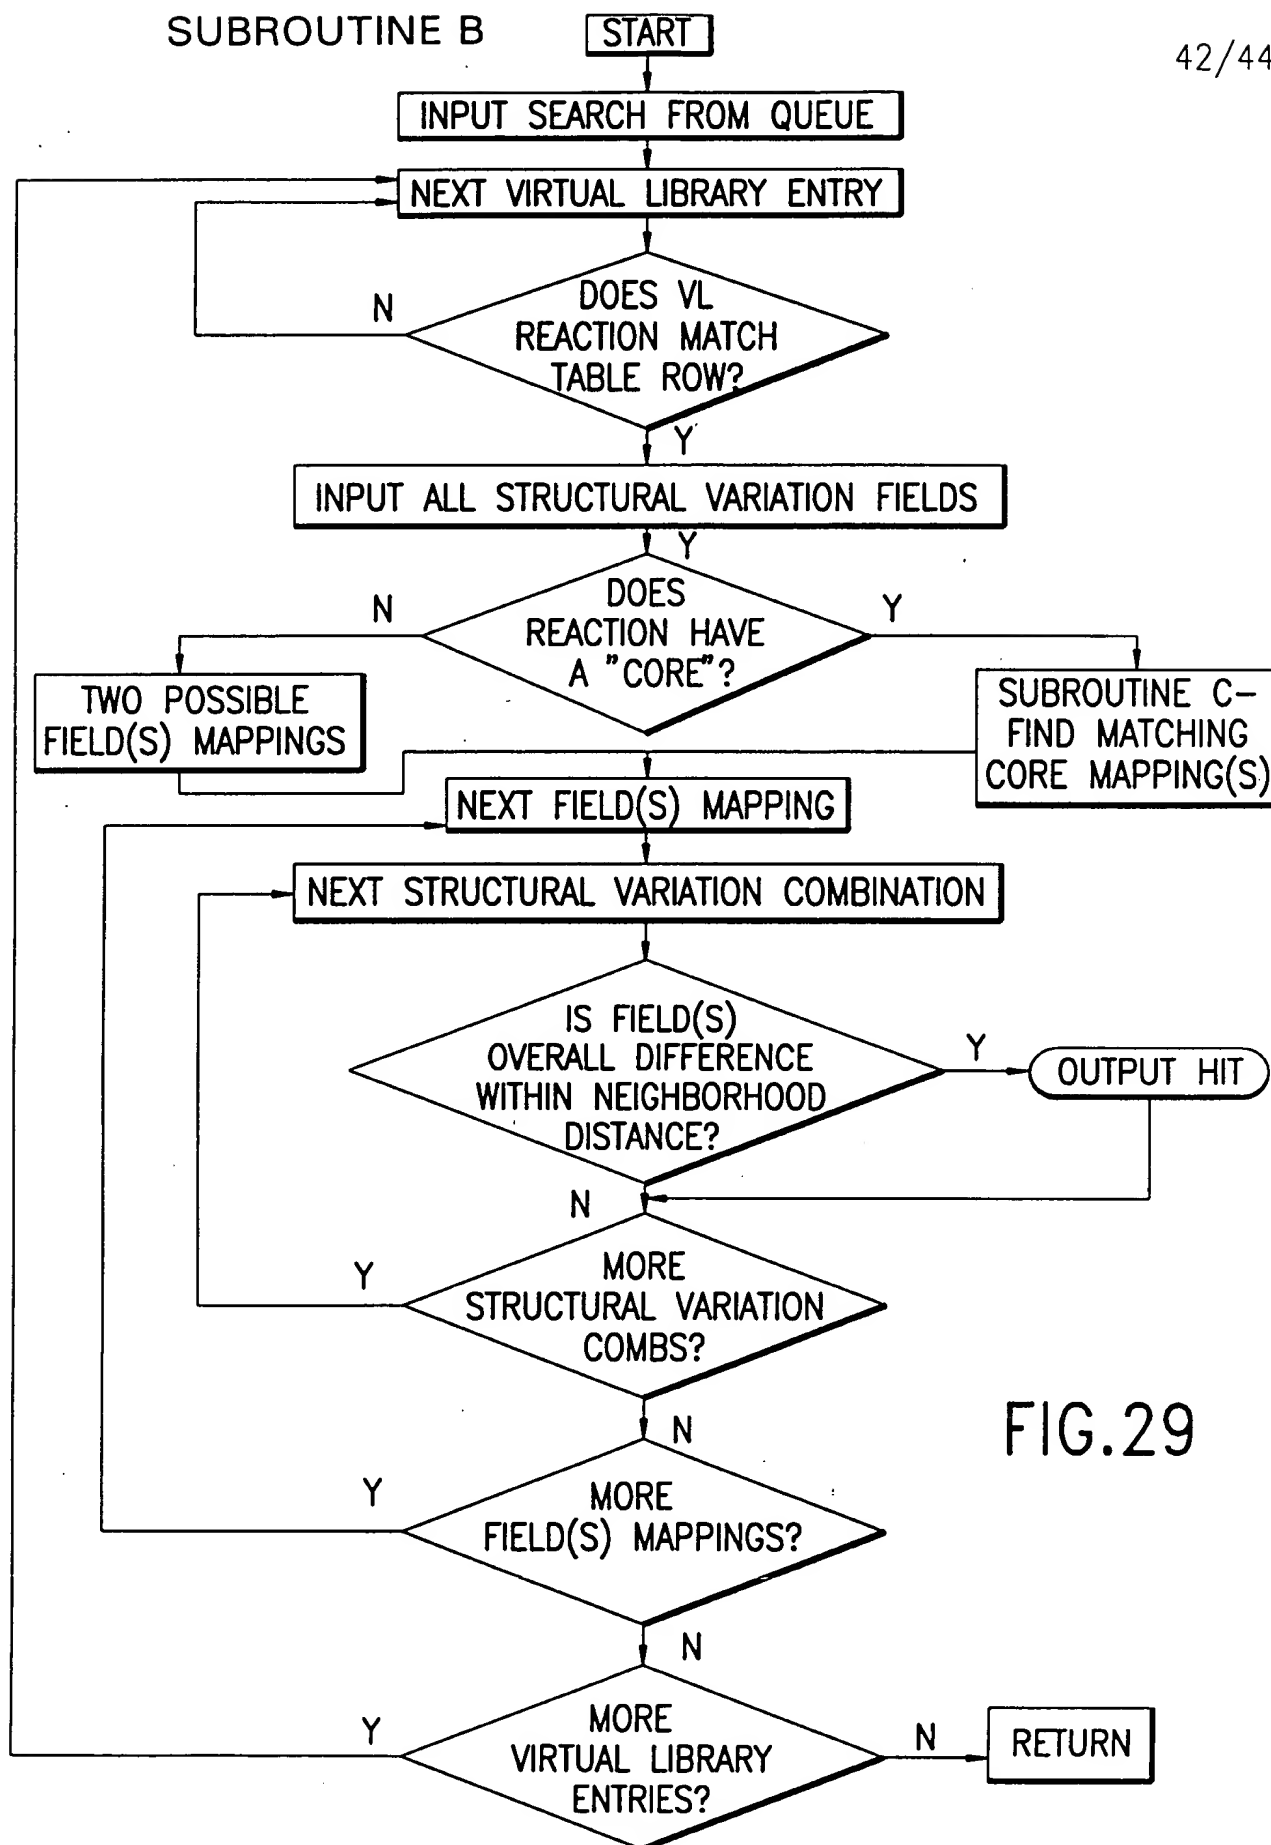 SUBROUTINE B
START
42/44
INPUT SEARCH FROM QUEUE
NEXT VIRTUAL LIBRARY ENTRY
DOES VL
REACTION MATCH
TABLE ROW?
N
Y
INPUT ALL STRUCTURAL VARIATION FIELDS
Y
DOES
REACTION HAVE
A "CORE"?
N
Y
TWO POSSIBLE
FIELD(S) MAPPINGS
SUBROUTINE C-
FIND MATCHING
CORE MAPPING(S)
NEXT FIELD(S) MAPPING
NEXT STRUCTURAL VARIATION COMBINATION
IS FIELD(S)
OVERALL DIFFERENCE
WITHIN NEIGHBORHOOD
DISTANCE?
Y
OUTPUT HIT
N
MORE
STRUCTURAL VARIATION
COMBS?
Y
N
FIG.29
MORE
FIELD(S) MAPPINGS?
Y
N
MORE
VIRTUAL LIBRARY
ENTRIES?
Y
N
RETURN